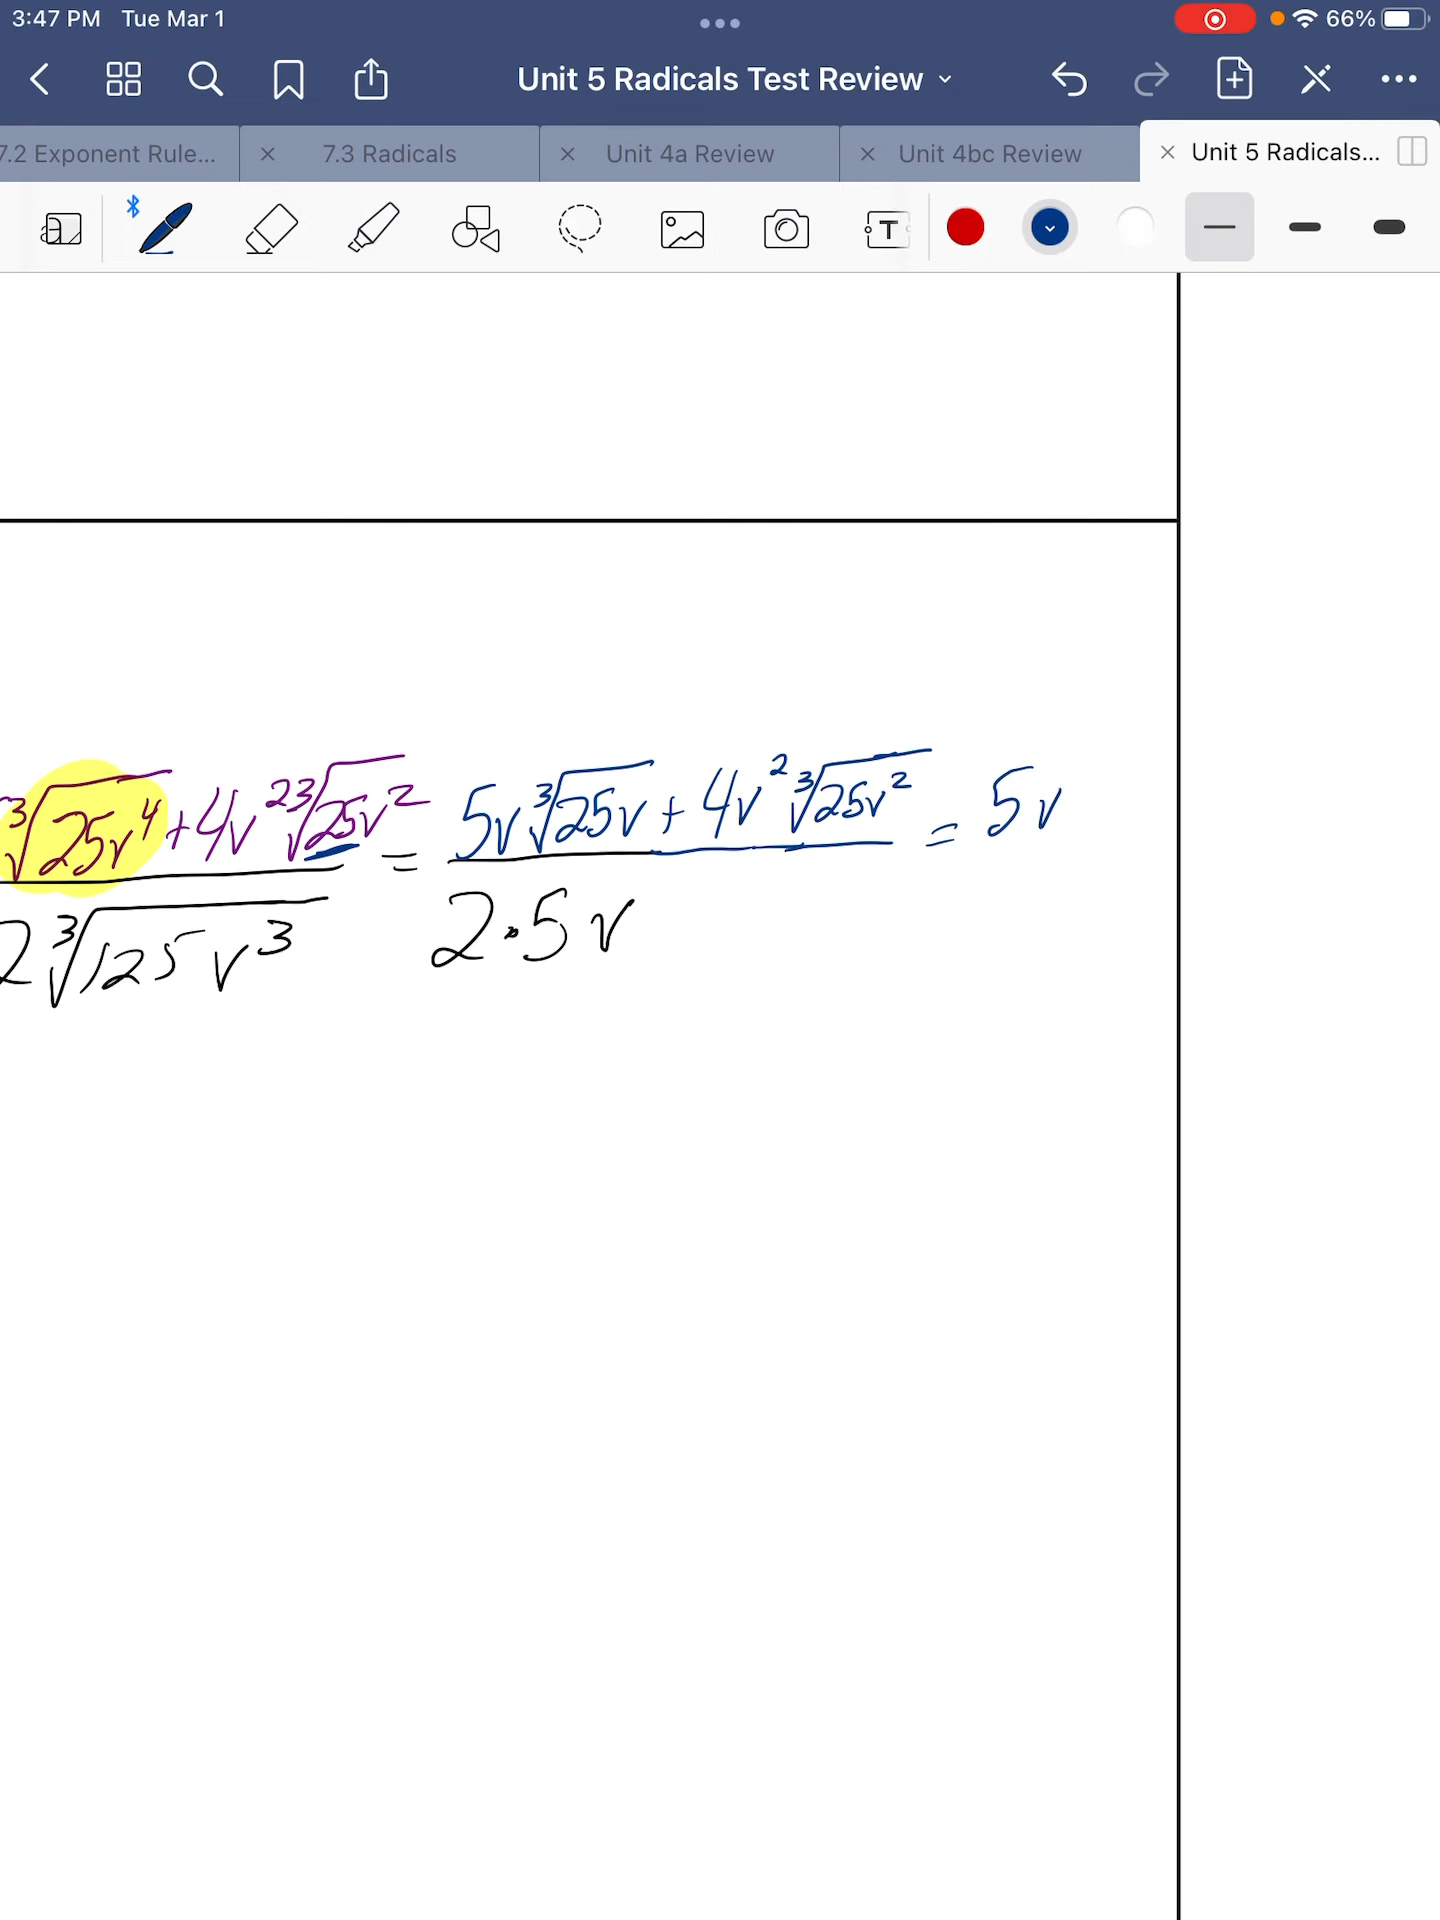 3:47 PM Tue Mar 1 66%
Unit 5 Radicals Test Review
7.2 Exponent Rule... 7.3 Radicals Unit 4a Review Unit 4bc Review Unit 5 Radicals...
a T
∛25v⁴ + 4v² ∛25v² = 5v ∛25v + 4v² ∛25v² = 5v
2 ∛125v³ 2·5v